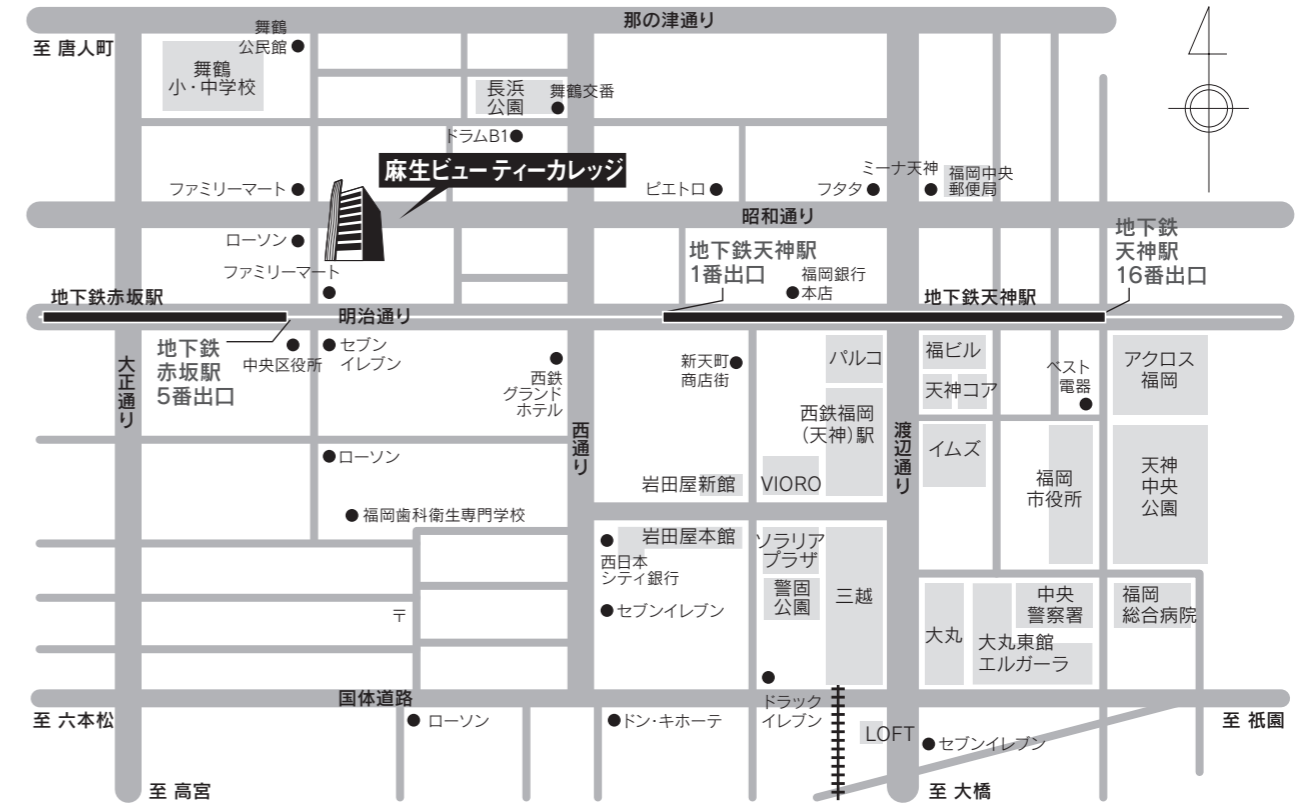 那の津通り
至 唐人町
舞鶴
公民館
舞鶴
小・中学校
長浜
公園
舞鶴交番
ドラムB1
麻生ビューティーカレッジ
ファミリーマート
ピエトロ
フタタ
ミーナ天神
福岡中央
郵便局
昭和通り
ローソン
ファミリーマート
地下鉄天神駅
1番出口
福岡銀行
本店
地下鉄
天神駅
16番出口
地下鉄赤坂駅
明治通り
地下鉄天神駅
地下鉄
赤坂駅
5番出口
中央区役所
セブン
イレブン
大正通り
西鉄
グランド
ホテル
新天町
商店街
パルコ
福ビル
天神コア
ベスト
電器
アクロス
福岡
西鉄福岡
(天神)駅
西通り
渡辺通り
イムズ
ローソン
岩田屋新館
VIORO
福岡
市役所
天神
中央
公園
福岡歯科衛生専門学校
岩田屋本館
西日本
シティ銀行
ソラリア
プラザ
警固
公園
三越
セブンイレブン
〒
大丸
大丸東館
エルガーラ
中央
警察署
福岡
総合病院
国体道路
至 六本松
ローソン
ドン・キホーテ
ドラック
イレブン
LOFT
セブンイレブン
至 祇園
至 高宮
至 大橋